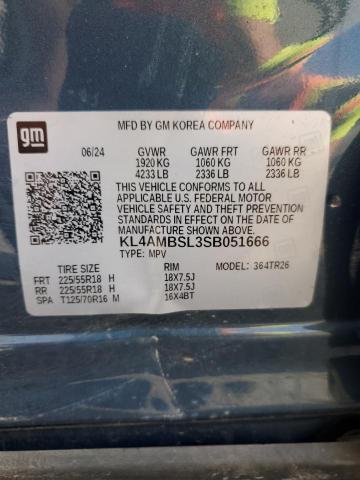 gm
MFD BY GM KOREA COMPANY
06/24 GVWR GAWR FRT GAWR RR
1920 KG 1060 KG 1060 KG
4233 LB 2336 LB 2336 LB
THIS VEHICLE CONFORMS TO ALL
APPLICABLE U.S. FEDERAL MOTOR
VEHICLE SAFETY AND THEFT
PREVENTION STANDARDS IN EFFECT
ON THE DATE OF MANUFACTURE
SHOWN ABOVE.
KL4AMBSL3SB051666
TYPE: MPV
TIRE SIZE RIM MODEL: 364TR26
FRT 225/55R18 H 18X7.5J
RR 225/55R18 H 18X7.5J
SPA T125/70R16 M 16X4BT